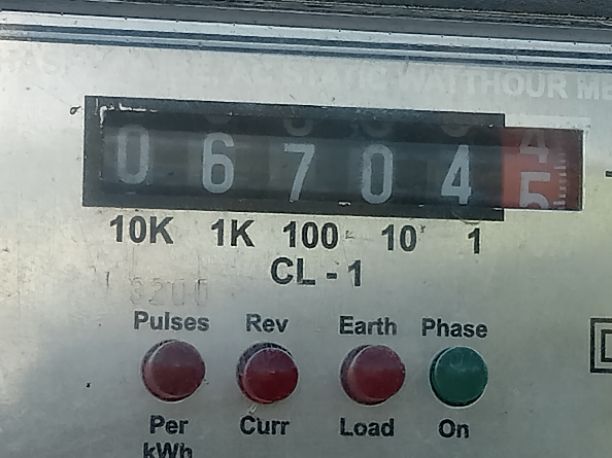 STATIC WATTHOUR
0 6 7 0 4 4 5
10K 1K 100 10 1
CL - 1
3200
Pulses Rev Earth Phase
Per Curr Load On
kWh